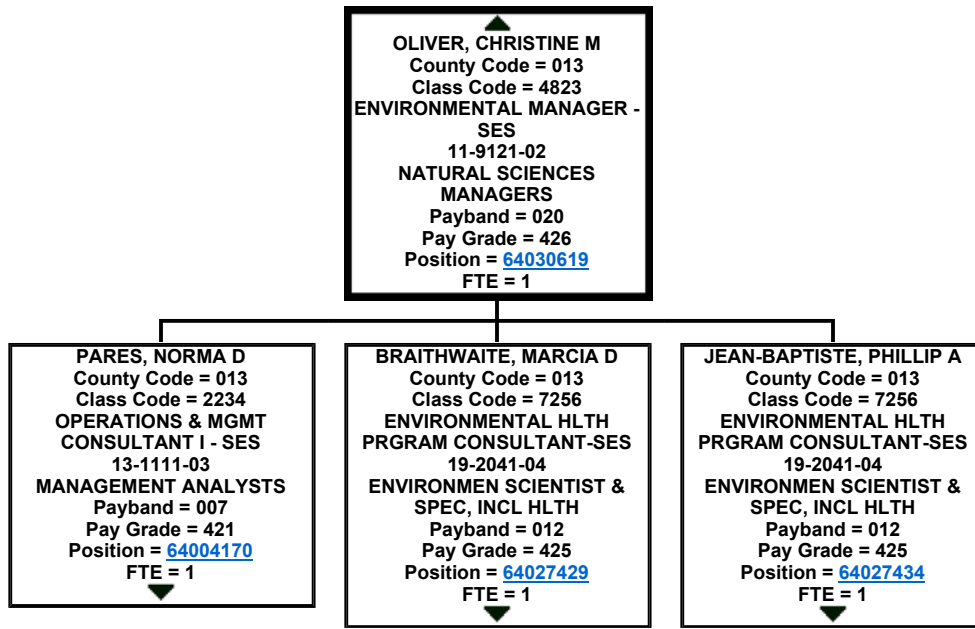 OLIVER, CHRISTINE M
County Code = 013
Class Code = 4823
ENVIRONMENTAL MANAGER -
SES
11-9121-02
NATURAL SCIENCES
MANAGERS
Payband = 020
Pay Grade = 426
Position = 64030619
FTE = 1
PARES, NORMA D
County Code = 013
Class Code = 2234
OPERATIONS & MGMT
CONSULTANT I - SES
13-1111-03
MANAGEMENT ANALYSTS
Payband = 007
Pay Grade = 421
Position = 64004170
FTE = 1
BRAITHWAITE, MARCIA D
County Code = 013
Class Code = 7256
ENVIRONMENTAL HLTH
PRGRAM CONSULTANT-SES
19-2041-04
ENVIRONMEN SCIENTIST &
SPEC, INCL HLTH
Payband = 012
Pay Grade = 425
Position = 64027429
FTE = 1
JEAN-BAPTISTE, PHILLIP A
County Code = 013
Class Code = 7256
ENVIRONMENTAL HLTH
PRGRAM CONSULTANT-SES
19-2041-04
ENVIRONMEN SCIENTIST &
SPEC, INCL HLTH
Payband = 012
Pay Grade = 425
Position = 64027434
FTE = 1